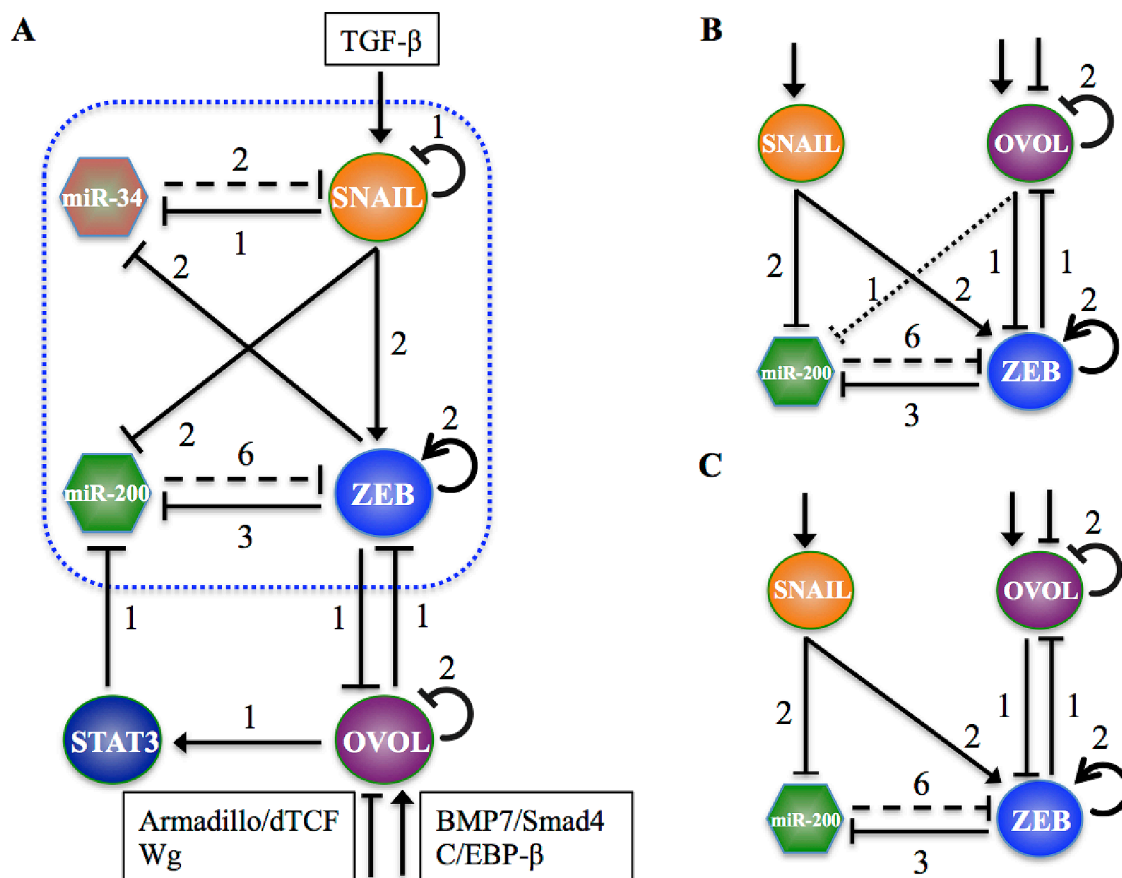 A
TGF-β
1
miR-34
2
SNAIL
1
2
2
2
6
2
miR-200
ZEB
3
1
1
1
2
STAT3
1
OVOL
Armadillo/dTCF
Wg
BMP7/Smad4
C/EBP-β
B
2
SNAIL
OVOL
2
1
2
1
1
2
6
miR-200
ZEB
3
C
2
SNAIL
OVOL
2
2
1
1
2
6
miR-200
ZEB
3